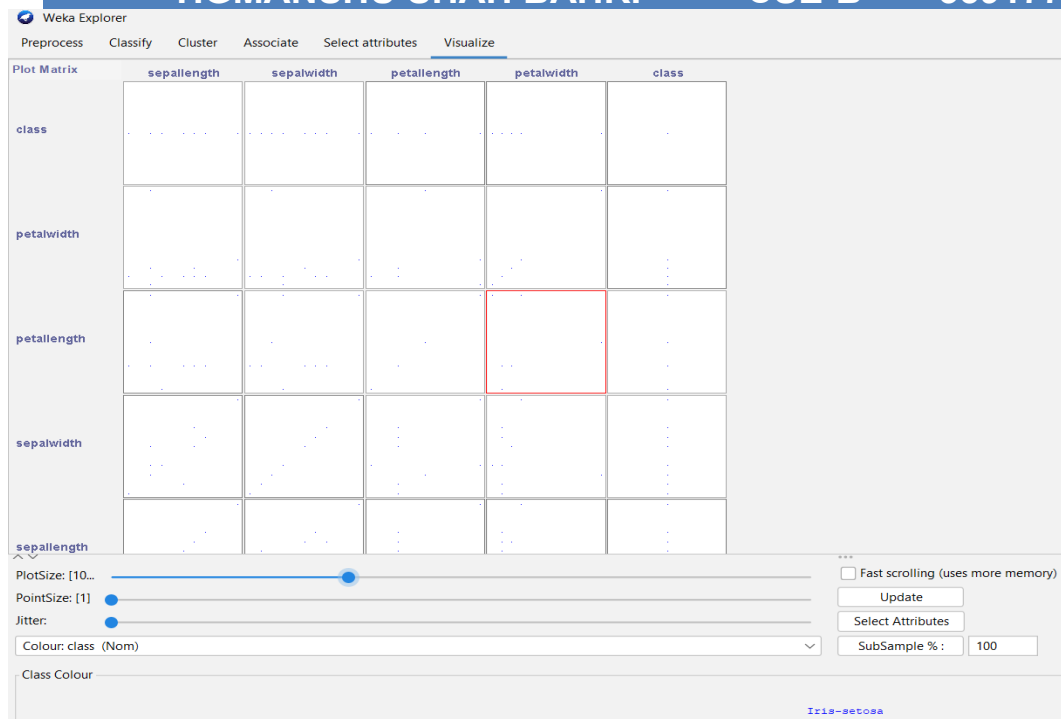 Weka Explorer
Preprocess Classify Cluster Associate Select attributes Visualize
Plot Matrix sepallength sepalwidth petallength petalwidth class
class
petalwidth
petallength
sepalwidth
sepallength
PlotSize: [10...
Fast scrolling (uses more memory)
PointSize: [1]
Update
Jitter:
Select Attributes
Colour: class (Nom)
SubSample % : 100
Class Colour
Iris-setosa